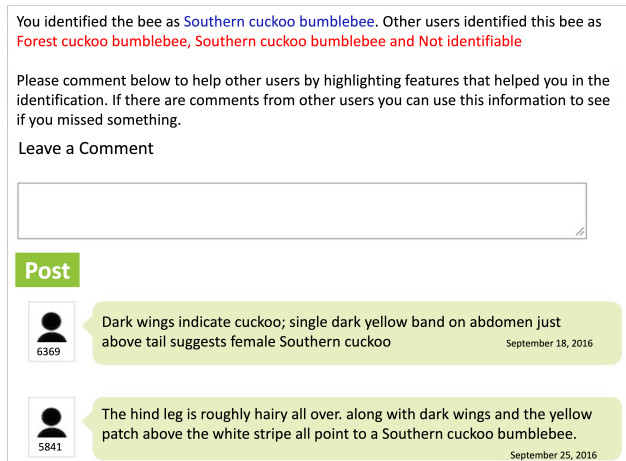 You identified the bee as Southern cuckoo bumblebee. Other users identified this bee as
Forest cuckoo bumblebee, Southern cuckoo bumblebee and Not identifiable
Please comment below to help other users by highlighting features that helped you in the
identification. If there are comments from other users you can use this information to see
if you missed something.
Leave a Comment
Post
Dark wings indicate cuckoo; single dark yellow band on abdomen just
above tail suggests female Southern cuckoo
September 18, 2016
6369
The hind leg is roughly hairy all over. along with dark wings and the yellow
patch above the white stripe all point to a Southern cuckoo bumblebee.
5841
September 25, 2016